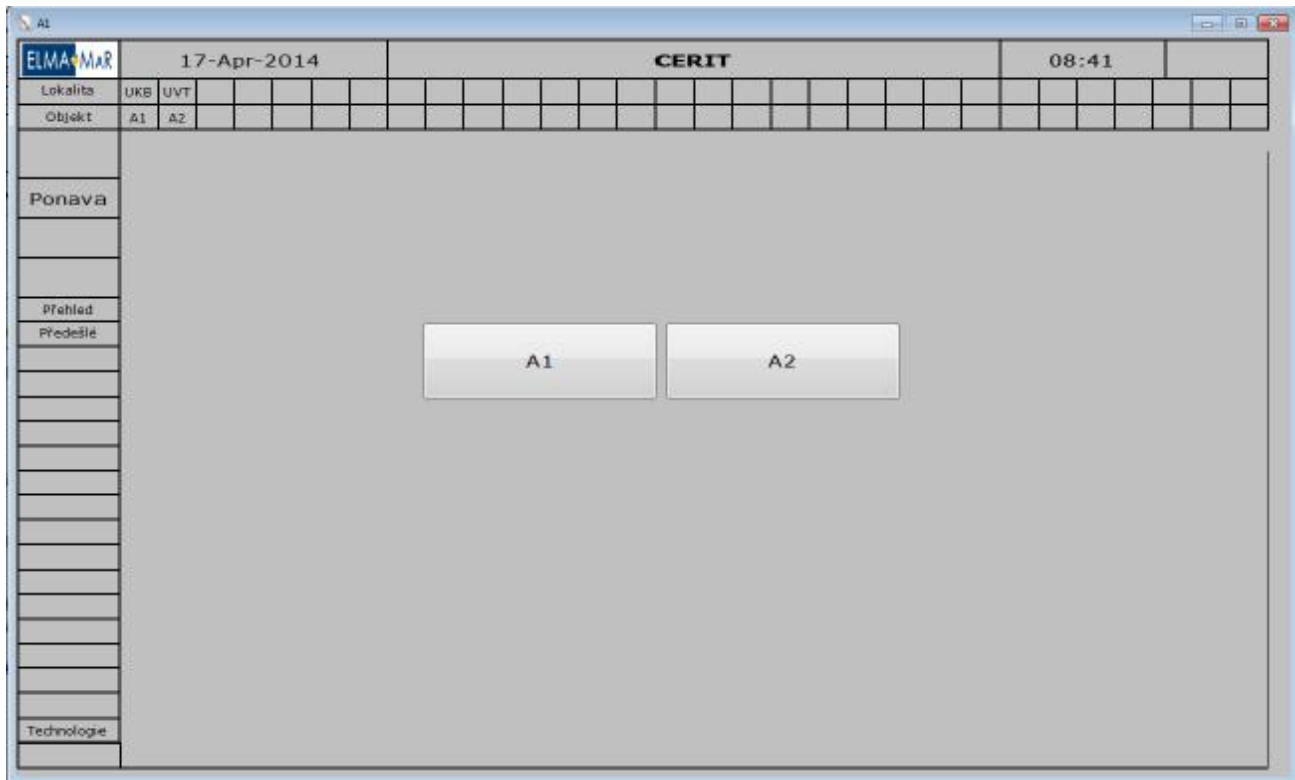 A1
ELMA MaR 17-Apr-2014 CERIT 08:41
Lokalita UKB UVT
Objekt A1 A2
Ponava
Přehled
Předešlé
A1 A2
Technologie